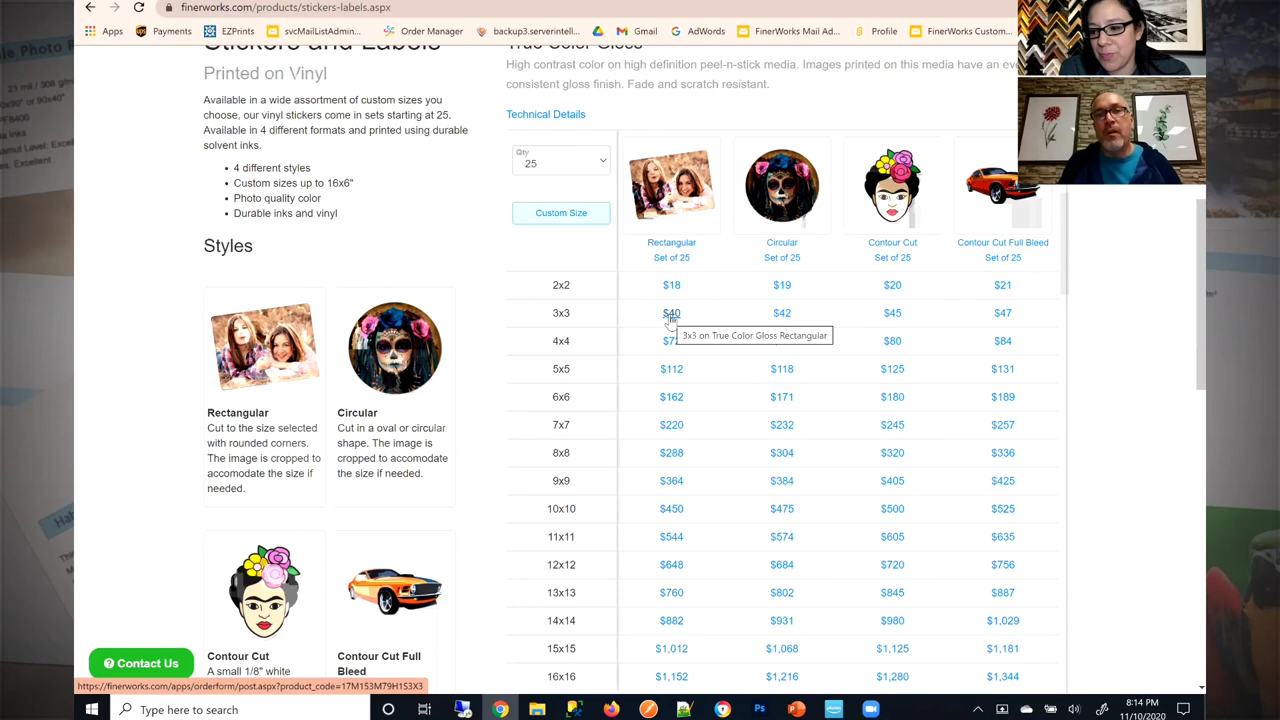 finerworks.com/products/stickers-labels.aspx
Apps
Payments
EZPrints
svcMailListAdmin...
Order Manager
backup3.serverintell...
Gmail
AdWords
FinerWorks Mail Ad...
Profile
FinerWorks Custom...
Stickers and Labels
Printed on Vinyl
Available in a wide assortment of custom sizes you
choose, our vinyl stickers come in sets starting at 25.
Available in 4 different formats and printed using durable
solvent inks.
4 different styles
Custom sizes up to 16x6"
Photo quality color
Durable inks and vinyl
Styles
Rectangular
Cut to the size selected
with rounded corners.
The image is cropped to
accomodate the size if
needed.
Circular
Cut in a oval or circular
shape. The image is
cropped to accomodate
the size if needed.
Contour Cut
A small 1/8" white
Contour Cut Full
Bleed
Contact Us
True Color Gloss
High contrast color on high definition peel-n-stick media. Images printed on this media have an eve
consistent gloss finish. Fade and scratch resistant.
Technical Details
Qty
25
Custom Size
Rectangular
Set of 25
Circular
Set of 25
Contour Cut
Set of 25
Contour Cut Full Bleed
Set of 25
2x2 $18 $19 $20 $21
3x3 $40 $42 $45 $47
3x3 on True Color Gloss Rectangular
4x4 $80 $84
5x5 $112 $118 $125 $131
6x6 $162 $171 $180 $189
7x7 $220 $232 $245 $257
8x8 $288 $304 $320 $336
9x9 $364 $384 $405 $425
10x10 $450 $475 $500 $525
11x11 $544 $574 $605 $635
12x12 $648 $684 $720 $756
13x13 $760 $802 $845 $887
14x14 $882 $931 $980 $1,029
15x15 $1,012 $1,068 $1,125 $1,181
16x16 $1,152 $1,216 $1,280 $1,344
https://finerworks.com/apps/orderform/post.aspx?product_code=17M153M79H1S3X3
Type here to search
8:14 PM
11/10/2020